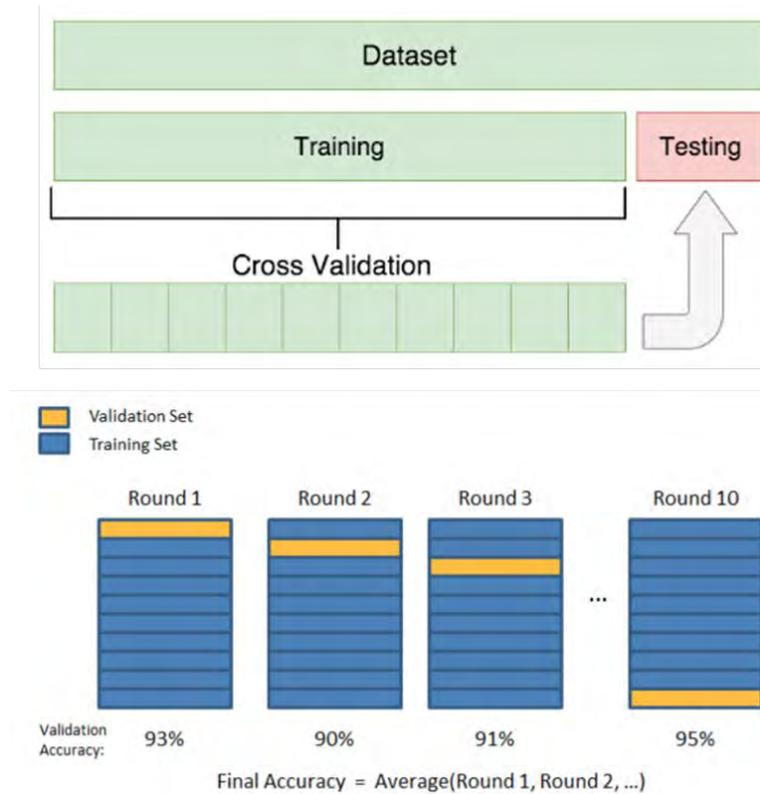 Dataset
Training Testing
Cross Validation
Validation Set
Training Set
Round 1 Round 2 Round 3 Round 10
...
Validation
Accuracy: 93% 90% 91% 95%
Final Accuracy = Average(Round 1, Round 2, ...)